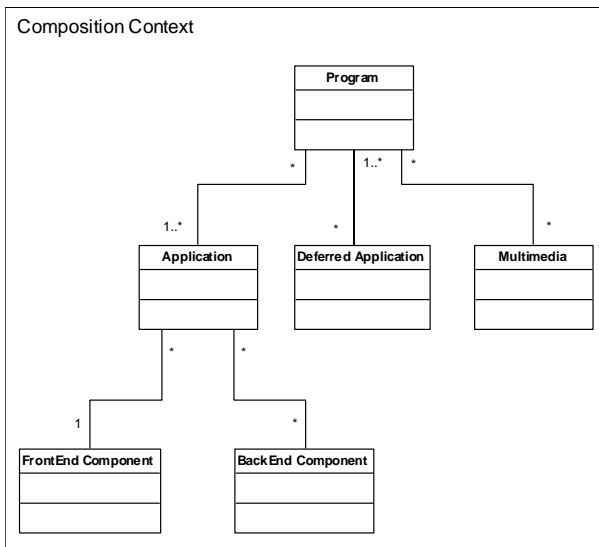 Composition Context
Program
* 1..* *
1..* * *
Application Deferred Application Multimedia
* *
1 *
FrontEnd Component BackEnd Component